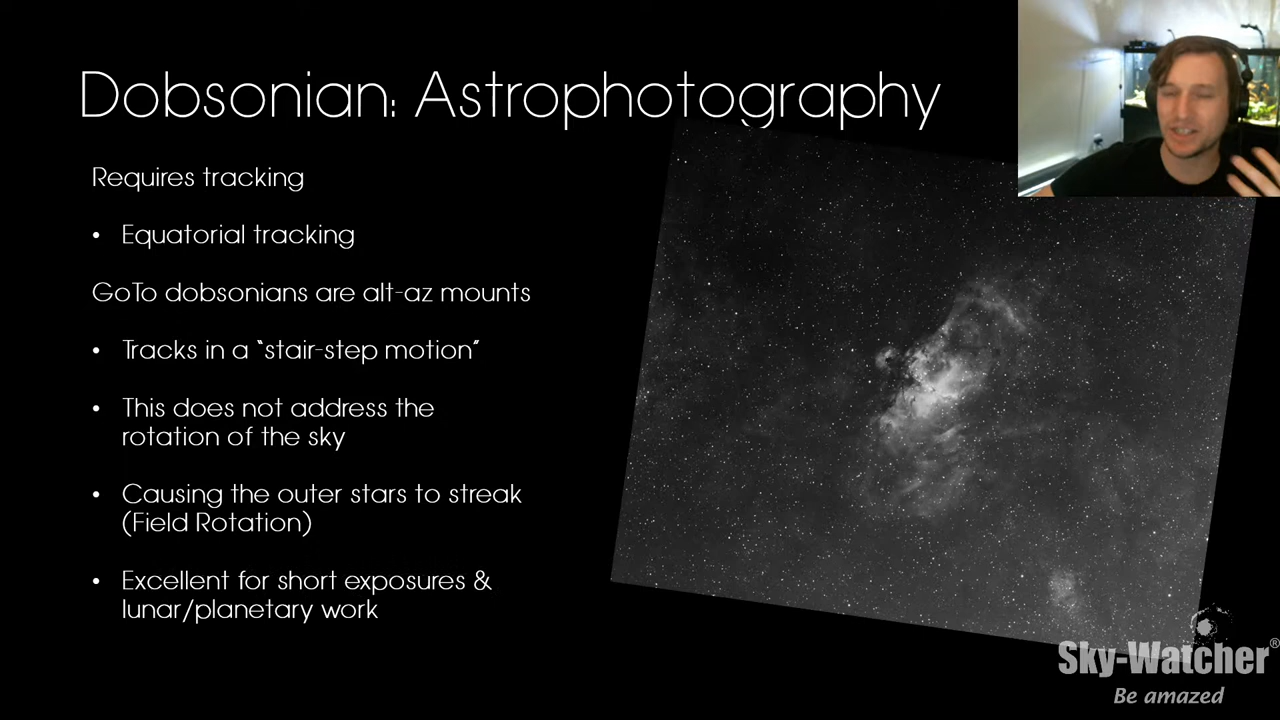 Dobsonian: Astrophotography
Requires tracking
• Equatorial tracking
GoTo dobsonians are alt-az mounts
• Tracks in a “stair-step motion”
• This does not address the
rotation of the sky
• Causing the outer stars to streak
(Field Rotation)
• Excellent for short exposures &
lunar/planetary work
Sky-Watcher®
Be amazed